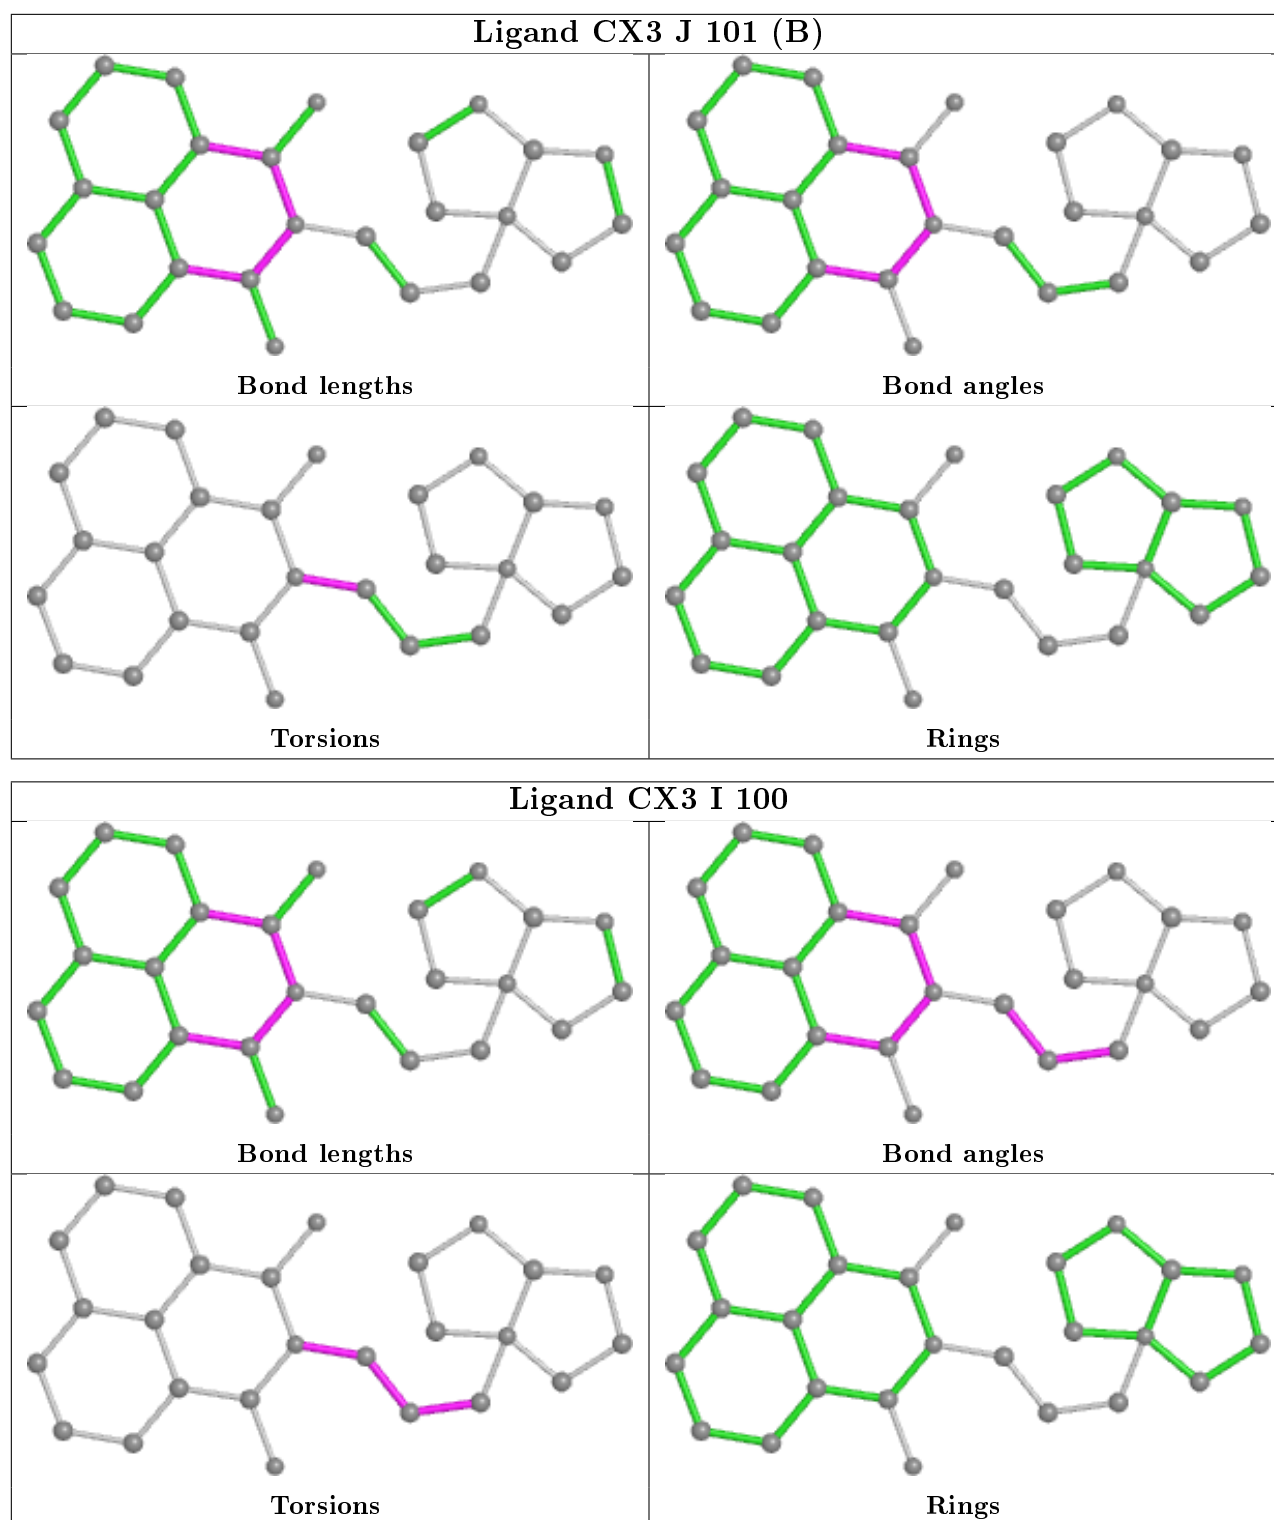 Ligand CX3 J 101 (B)
Bond lengths
Bond angles
Torsions
Rings
Ligand CX3 I 100
Bond lengths
Bond angles
Torsions
Rings